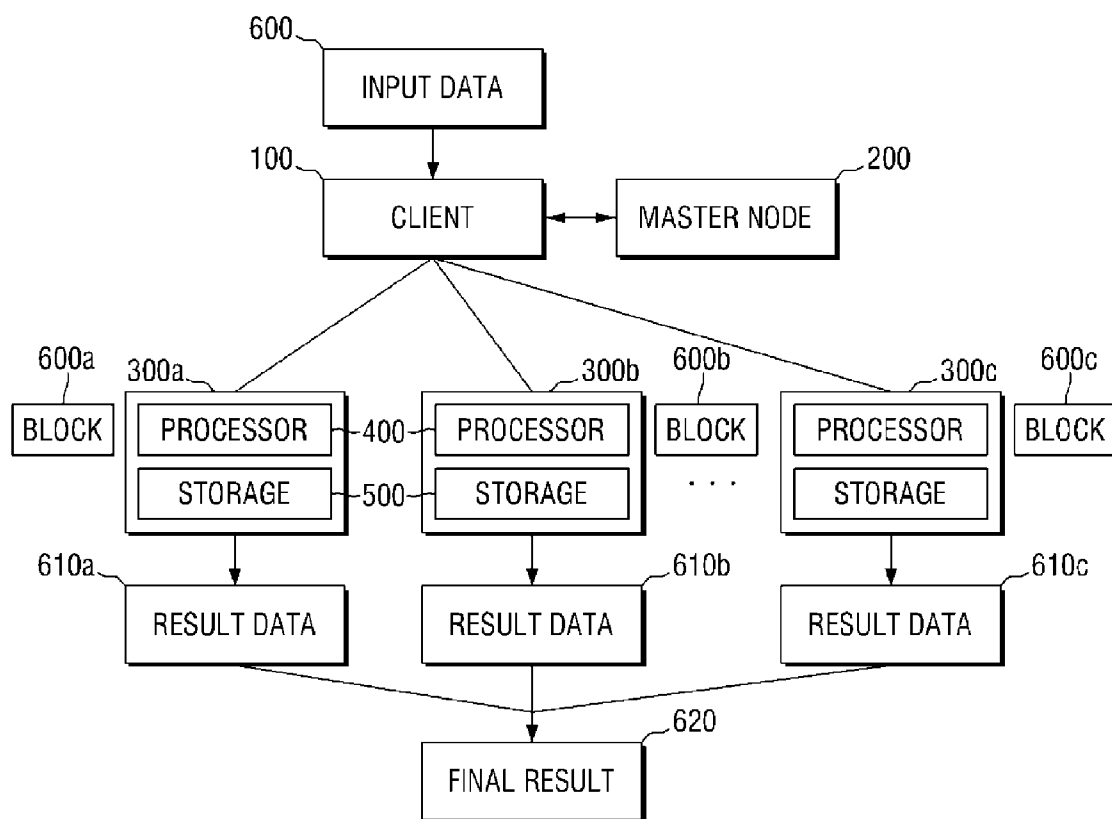 600
INPUT DATA
100 200
CLIENT MASTER NODE
600a 300a 300b 600b 300c 600c
BLOCK PROCESSOR 400 PROCESSOR BLOCK PROCESSOR BLOCK
STORAGE 500 STORAGE ... STORAGE
610a 610b 610c
RESULT DATA RESULT DATA RESULT DATA
620
FINAL RESULT